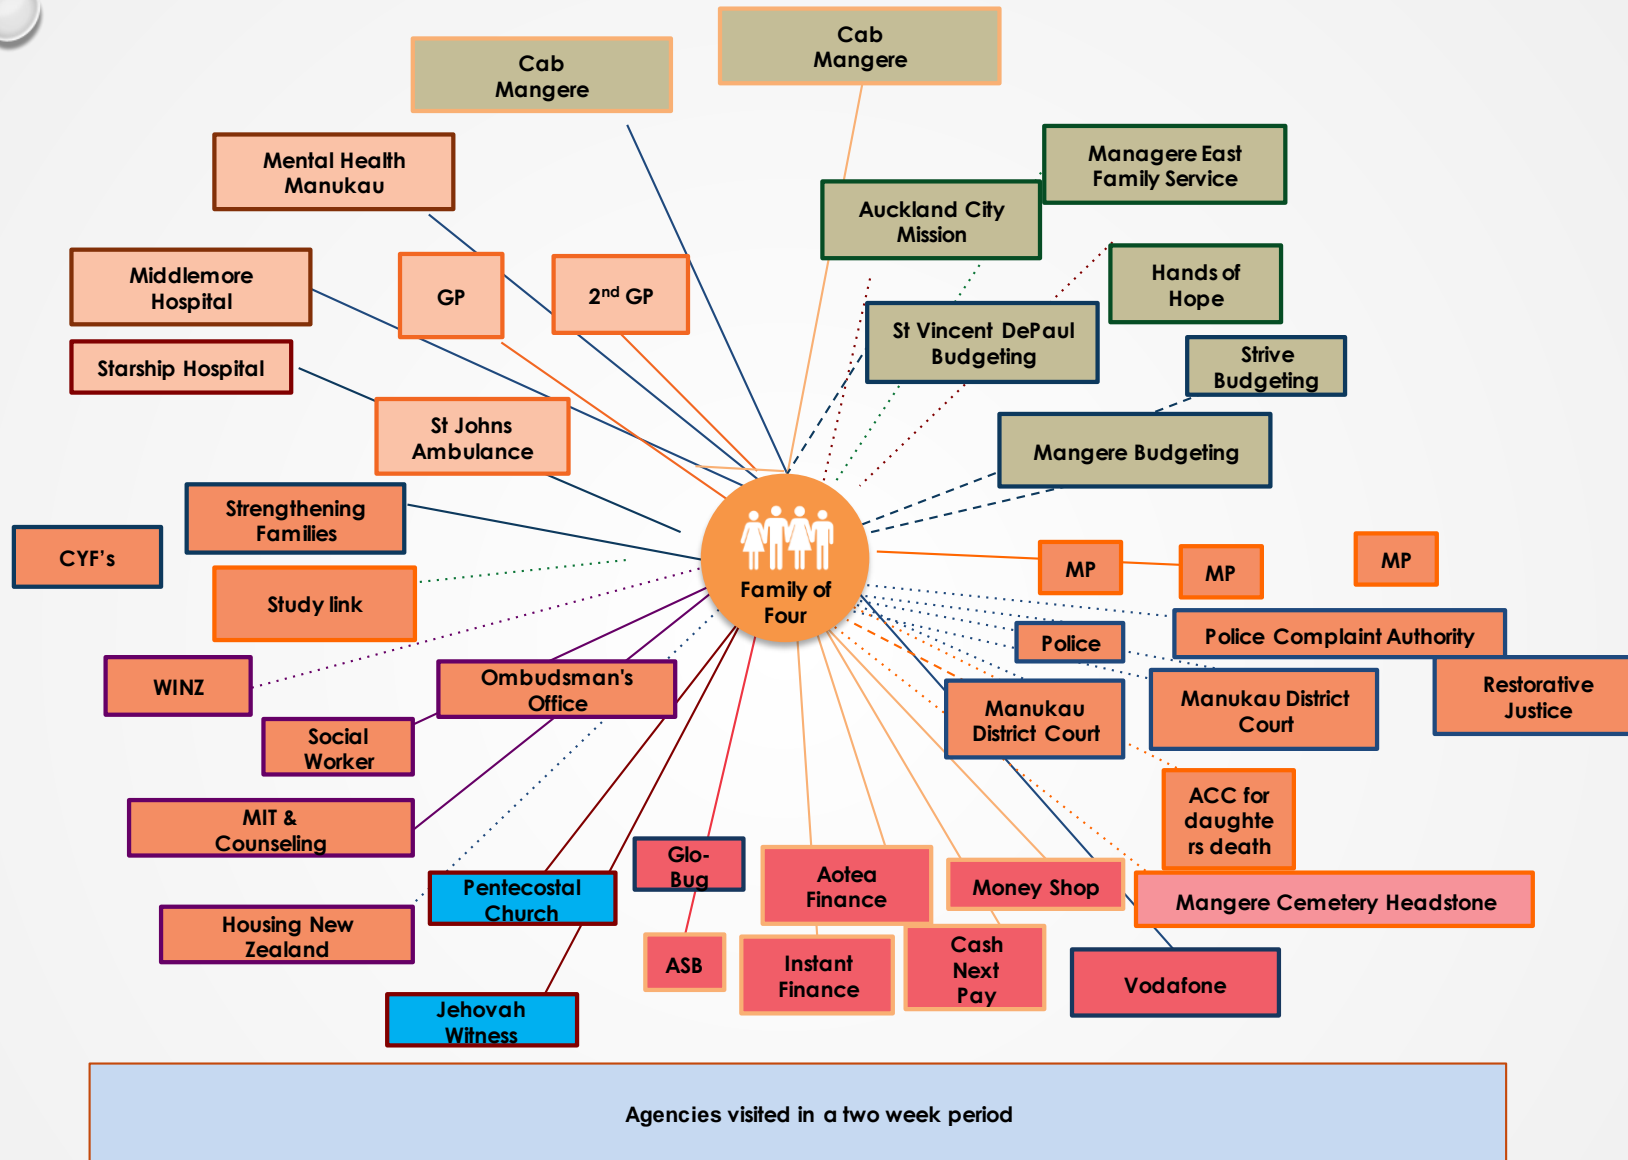 Cab
Mangere
Cab
Mangere
Mental Health
Manukau
Managere East
Family Service
Auckland City
Mission
Middlemore
Hospital
GP
2nd GP
Hands of
Hope
St Vincent DePaul
Budgeting
Starship Hospital
Strive
Budgeting
St Johns
Ambulance
Mangere Budgeting
Strengthening
Families
CYF’s
Study link
Family of
Four
MP
MP
MP
Police
Police Complaint Authority
WINZ
Ombudsman's
Office
Manukau
District Court
Manukau District
Court
Restorative
Justice
Social
Worker
MIT &
Counseling
ACC for
daughte
rs death
Glo-
Bug
Aotea
Finance
Money Shop
Mangere Cemetery Headstone
Pentecostal
Church
Housing New
Zealand
ASB
Instant
Finance
Cash
Next
Pay
Vodafone
Jehovah
Witness
Agencies visited in a two week period